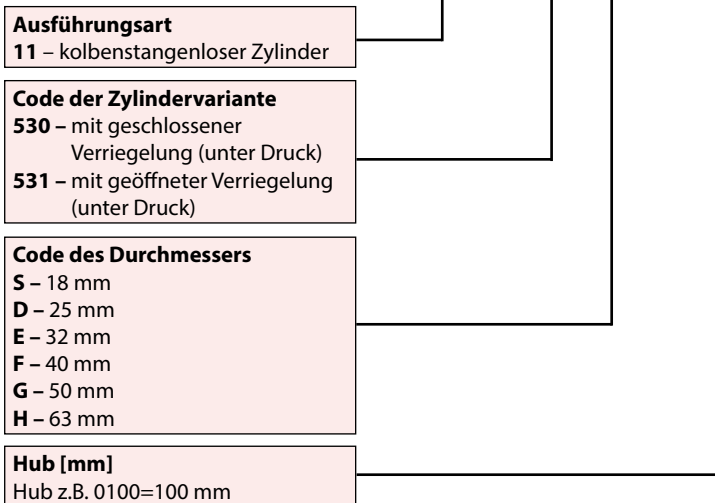 Ausführungsart
11 – kolbenstangenloser Zylinder
Code der Zylindervariante
530 – mit geschlossener
Verriegelung (unter Druck)
531 – mit geöffneter Verriegelung
(unter Druck)
Code des Durchmessers
S – 18 mm
D – 25 mm
E – 32 mm
F – 40 mm
G – 50 mm
H – 63 mm
Hub [mm]
Hub z.B. 0100=100 mm